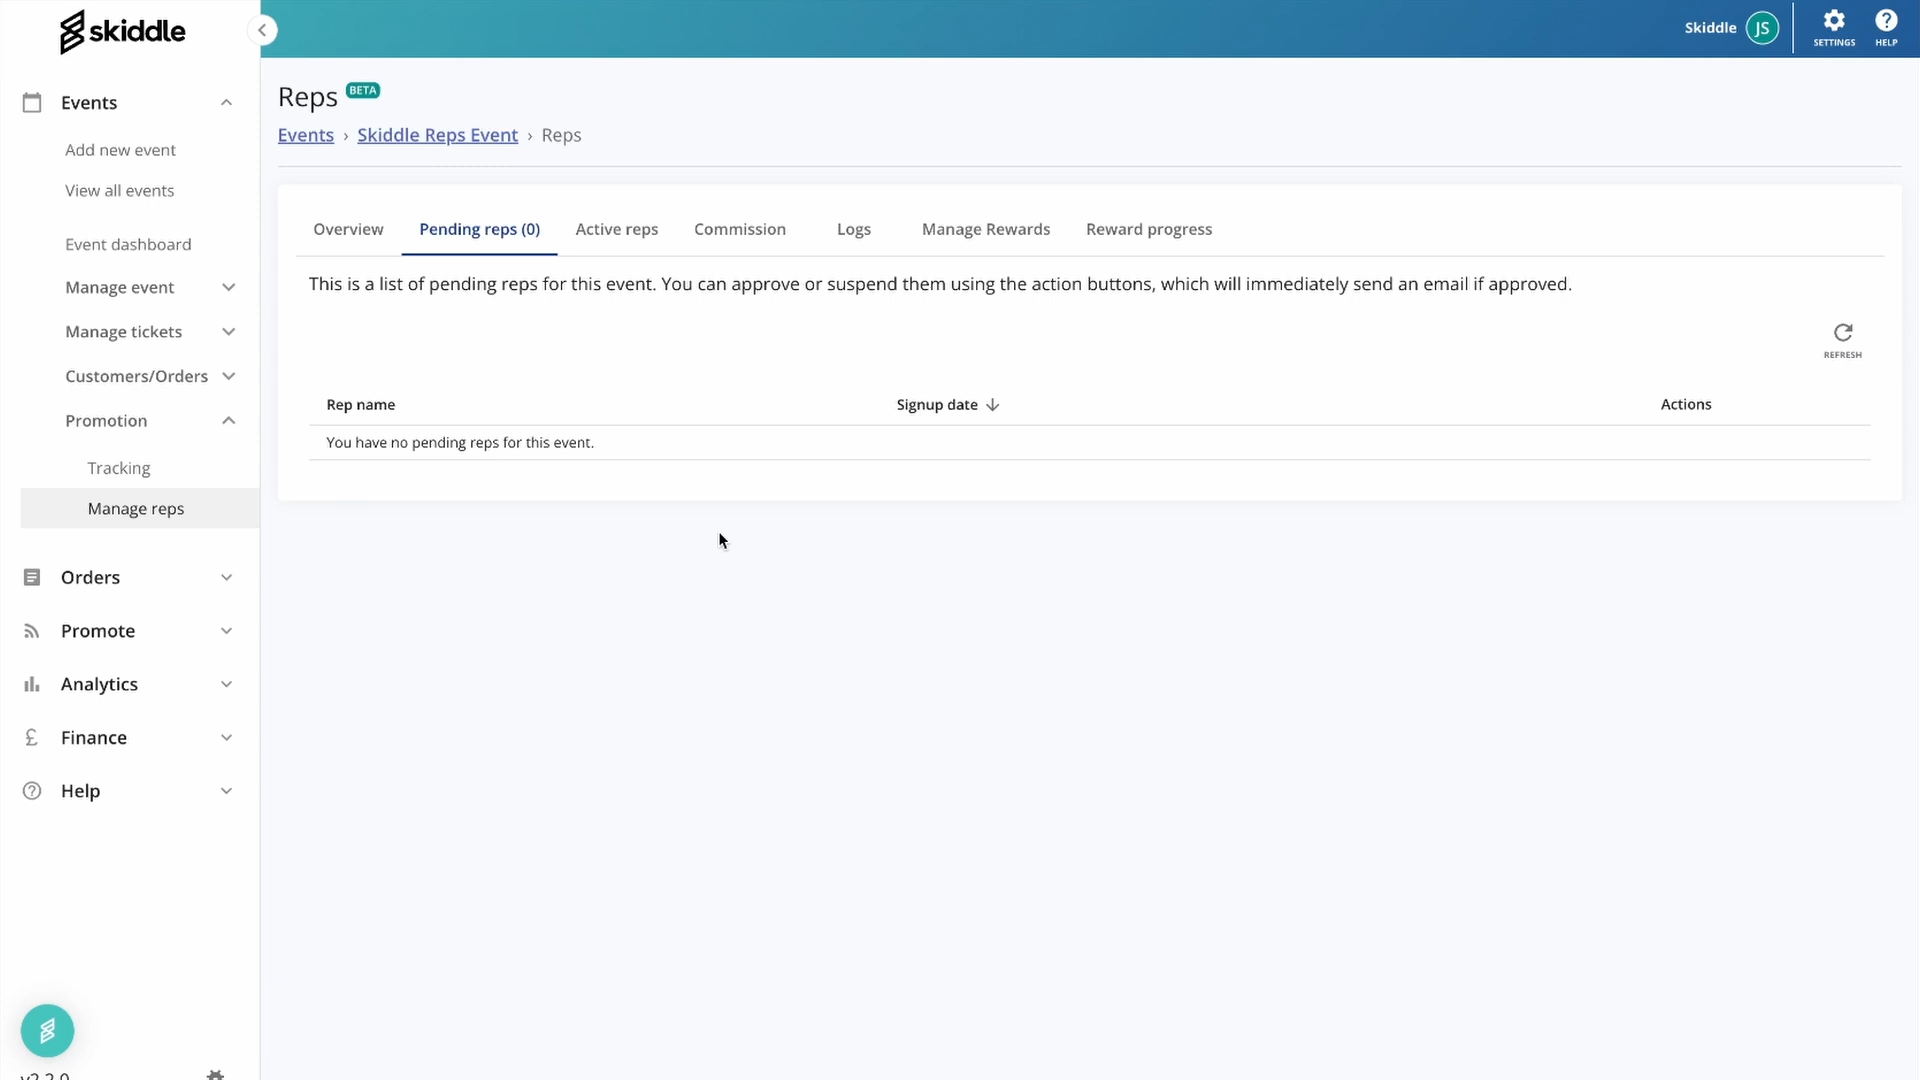 skiddle
Skiddle JS
SETTINGS
HELP
Events
Add new event
View all events
Event dashboard
Manage event
Manage tickets
Customers/Orders
Promotion
Tracking
Manage reps
Orders
Promote
Analytics
£ Finance
? Help
Reps BETA
Events › Skiddle Reps Event › Reps
Overview Pending reps (0) Active reps Commission Logs Manage Rewards Reward progress
This is a list of pending reps for this event. You can approve or suspend them using the action buttons, which will immediately send an email if approved.
REFRESH
Rep name Signup date Actions
You have no pending reps for this event.
v2.2.0